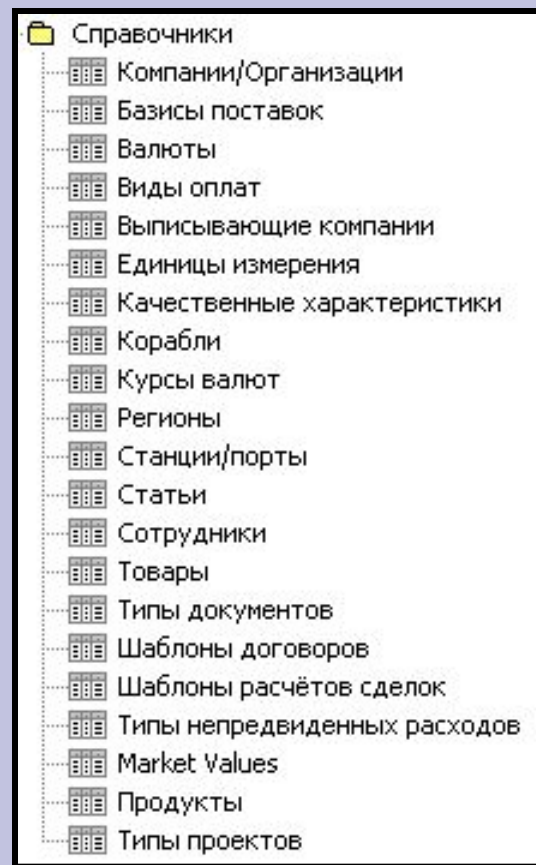 Справочники
Компании/Организации
Базисы поставок
Валюты
Виды оплат
Выписывающие компании
Единицы измерения
Качественные характеристики
Корабли
Курсы валют
Регионы
Станции/порты
Статьи
Сотрудники
Товары
Типы документов
Шаблоны договоров
Шаблоны расчётов сделок
Типы непредвиденных расходов
Market Values
Продукты
Типы проектов